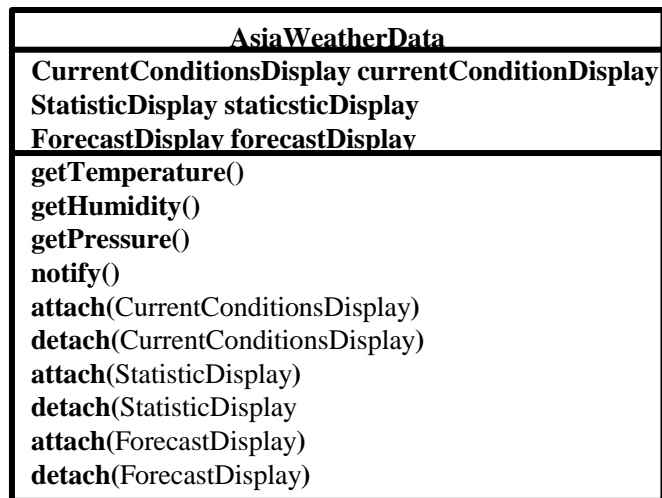 AsiaWeatherData
CurrentConditionsDisplay currentConditionDisplay
StatisticDisplay staticsticDisplay
ForecastDisplay forecastDisplay
getTemperature()
getHumidity()
getPressure()
notify()
attach(CurrentConditionsDisplay)
detach(CurrentConditionsDisplay)
attach(StatisticDisplay)
detach(StatisticDisplay
attach(ForecastDisplay)
detach(ForecastDisplay)